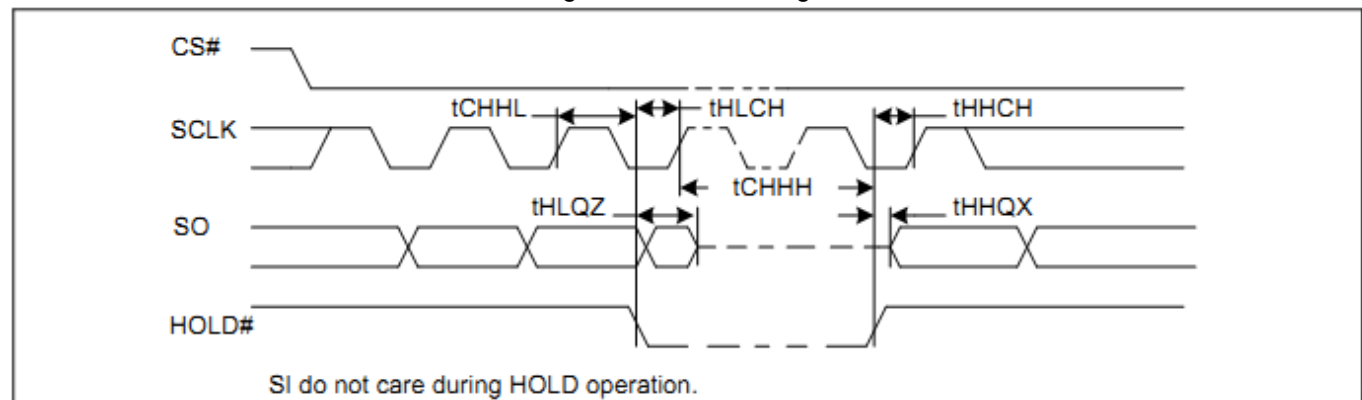 CS#
tCHHL
tHLCH
tHHCH
SCLK
tCHHH
tHLQZ
tHHQX
SO
HOLD#
SI do not care during HOLD operation.